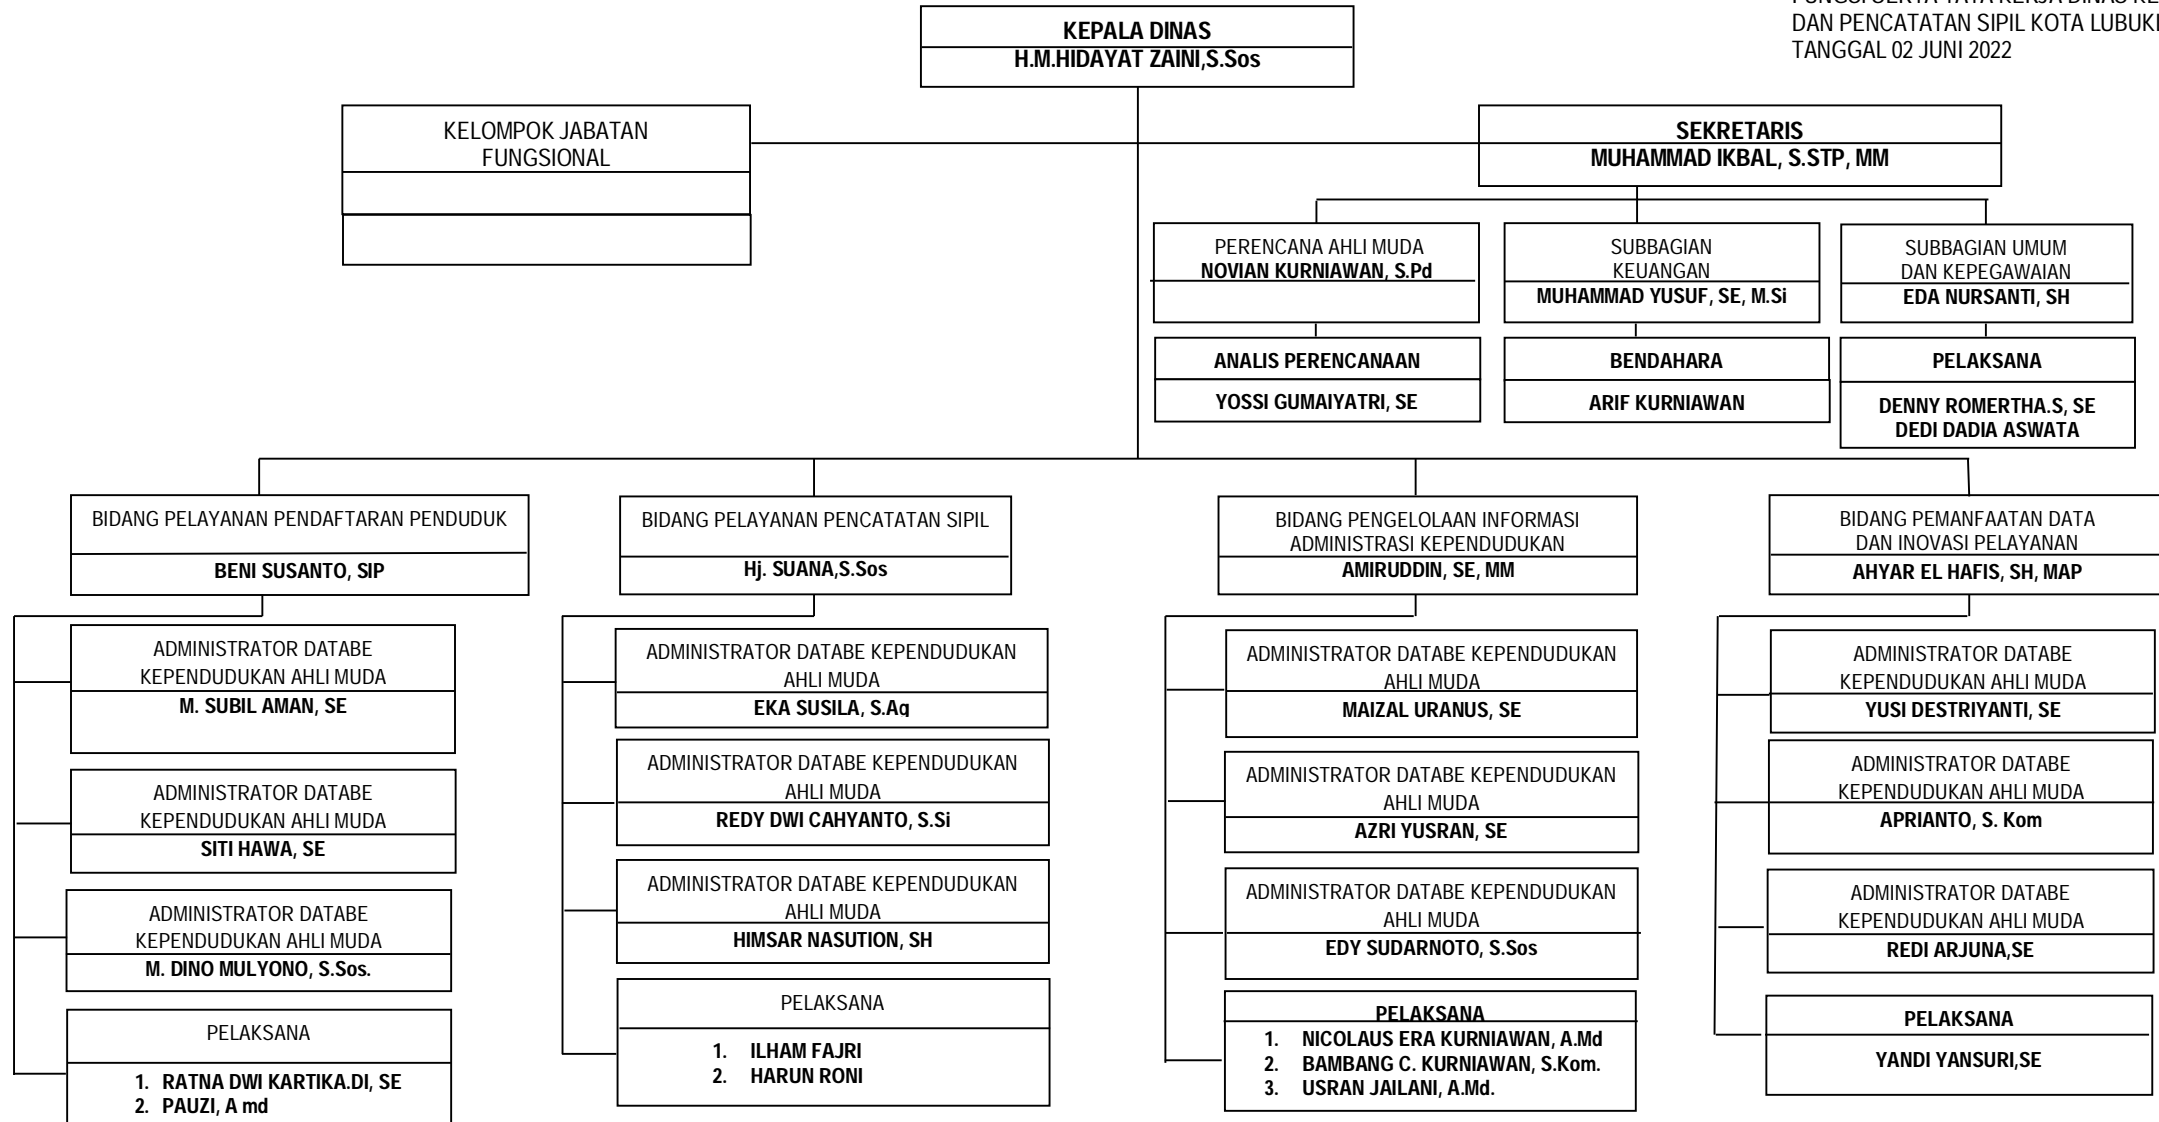 FUNGSI SERTA TATA KERJA DINAS
DAN PENCATATAN SIPIL KOTA
TANGGAL 02 JUNI 2022
KEPALA DINAS
H.M.HIDAYAT ZAINI,S.Sos
KELOMPOK JABATAN
FUNGSIONAL
SEKRETARIS
MUHAMMAD IKBAL, S.STP, MM
PERENCANA AHLI MUDA
NOVIAN KURNIAWAN, S.Pd
SUBBAGIAN
KEUANGAN
MUHAMMAD YUSUF, SE, M.Si
SUBBAGIAN UMUM
DAN KEPEGAWAIAN
EDA NURSANTI, SH
ANALIS PERENCANAAN
YOSSI GUMAIYATRI, SE
BENDAHARA
ARIF KURNIAWAN
PELAKSANA
DENNY ROMERTHA.S, SE
DEDI DADIA ASWATA
BIDANG PELAYANAN PENDAFTARAN PENDUDUK
BENI SUSANTO, SIP
ADMINISTRATOR DATABE
KEPENDUDUKAN AHLI MUDA
M. SUBIL AMAN, SE
ADMINISTRATOR DATABE
KEPENDUDUKAN AHLI MUDA
SITI HAWA, SE
ADMINISTRATOR DATABE
KEPENDUDUKAN AHLI MUDA
M. DINO MULYONO, S.Sos.
PELAKSANA
1. RATNA DWI KARTIKA.DI, SE
2. PAUZI, A md
BIDANG PELAYANAN PENCATATAN SIPIL
Hj. SUANA,S.Sos
ADMINISTRATOR DATABE KEPENDUDUKAN
AHLI MUDA
EKA SUSILA, S.Ag
ADMINISTRATOR DATABE KEPENDUDUKAN
AHLI MUDA
REDY DWI CAHYANTO, S.Si
ADMINISTRATOR DATABE KEPENDUDUKAN
AHLI MUDA
HIMSAR NASUTION, SH
PELAKSANA
1. ILHAM FAJRI
2. HARUN RONI
BIDANG PENGELOLAAN INFORMASI
ADMINISTRASI KEPENDUDUKAN
AMIRUDDIN, SE, MM
ADMINISTRATOR DATABE KEPENDUDUKAN
AHLI MUDA
MAIZAL URANUS, SE
ADMINISTRATOR DATABE KEPENDUDUKAN
AHLI MUDA
AZRI YUSRAN, SE
ADMINISTRATOR DATABE KEPENDUDUKAN
AHLI MUDA
EDY SUDARNOTO, S.Sos
PELAKSANA
1. NICOLAUS ERA KURNIAWAN, A.Md
2. BAMBANG C. KURNIAWAN, S.Kom.
3. USRAN JAILANI, A.Md.
BIDANG PEMANFAATAN DATA
DAN INOVASI PELAYANAN
AHYAR EL HAFIS, SH, MAP
ADMINISTRATOR DATABE
KEPENDUDUKAN AHLI MUDA
YUSI DESTRIYANTI, SE
ADMINISTRATOR DATABE
KEPENDUDUKAN AHLI MUDA
APRIANTO, S. Kom
ADMINISTRATOR DATABE
KEPENDUDUKAN AHLI MUDA
REDI ARJUNA,SE
PELAKSANA
YANDI YANSURI,SE